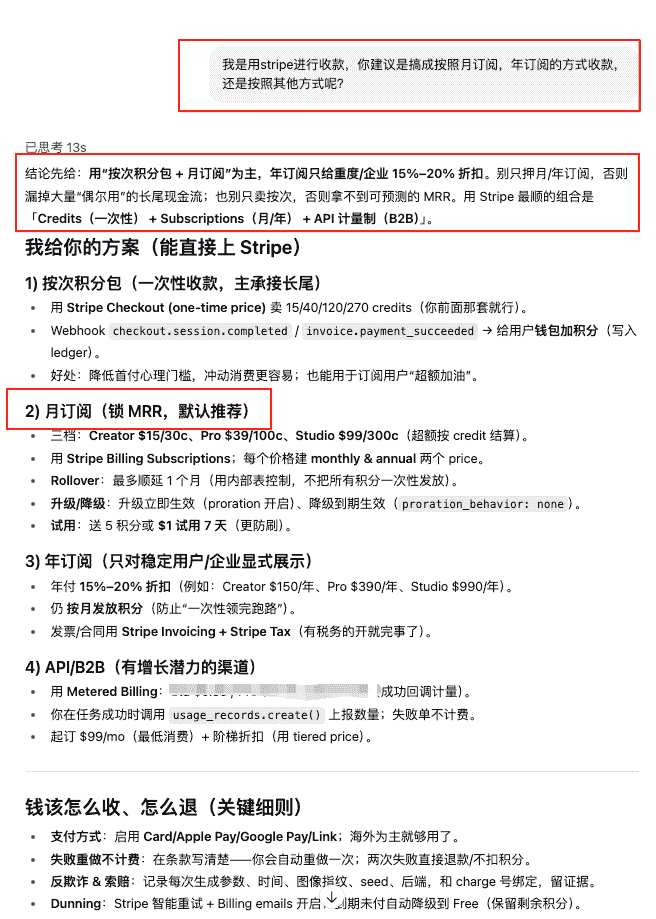 我是用stripe进行收款，你建议是搞成按照月订阅，年订阅的方式收款，
还是按照其他方式呢？
已思考 13s
结论先给：用“按次积分包 + 月订阅”为主，年订阅只给重度/企业 15%–20% 折扣。别只押月/年订阅，否则
漏掉大量“偶尔用”的长尾现金流；也别只卖按次，否则拿不到可预测的 MRR。用 Stripe 最顺的组合是
「Credits（一次性） + Subscriptions（月/年） + API 计量制（B2B）」。
我给你的方案（能直接上 Stripe）
1) 按次积分包（一次性收款，主承接长尾）
• 用 Stripe Checkout (one-time price) 卖 15/40/120/270 credits（你前面那套就行）。
• Webhook checkout.session.completed / invoice.payment_succeeded → 给用户钱包加积分（写入
ledger）。
• 好处：降低首付心理门槛，冲动消费更容易；也能用于订阅用户“超额加油”。
2) 月订阅（锁 MRR，默认推荐）
• 三档：Creator $15/30c、Pro $39/100c、Studio $99/300c（超额按 credit 结算）。
• 用 Stripe Billing Subscriptions；每个价格建 monthly & annual 两个 price。
• Rollover：最多顺延 1 个月（用内部表控制，不把所有积分一次性发放）。
• 升级/降级：升级立即生效（proration 开启）、降级到期生效（proration_behavior: none）。
• 试用：送 5 积分或 $1 试用 7 天（更防刷）。
3) 年订阅（只对稳定用户/企业显式展示）
• 年付 15%–20% 折扣（例如：Creator $150/年、Pro $390/年、Studio $990/年）。
• 仍 按月发放积分（防止“一次性领完跑路”）。
• 发票/合同用 Stripe Invoicing + Stripe Tax（有税务的开就完事了）。
4) API/B2B（有增长潜力的渠道）
• 用 Metered Billing： 成功回调计量）。
• 你在任务成功时调用 usage_records.create() 上报数量；失败单不计费。
• 起订 $99/mo（最低消费）+ 阶梯折扣（用 tiered price）。
钱该怎么收、怎么退（关键细则）
• 支付方式：启用 Card/Apple Pay/Google Pay/Link；海外为主就够用了。
• 失败重做不计费：在条款写清楚——你会自动重做一次；两次失败直接退款/不扣积分。
• 反欺诈 & 索赔：记录每次生成参数、时间、图像指纹、seed、后端，和 charge 号绑定，留证据。
• Dunning：Stripe 智能重试 + Billing emails 开启，到期未付自动降级到 Free（保留剩余积分）。